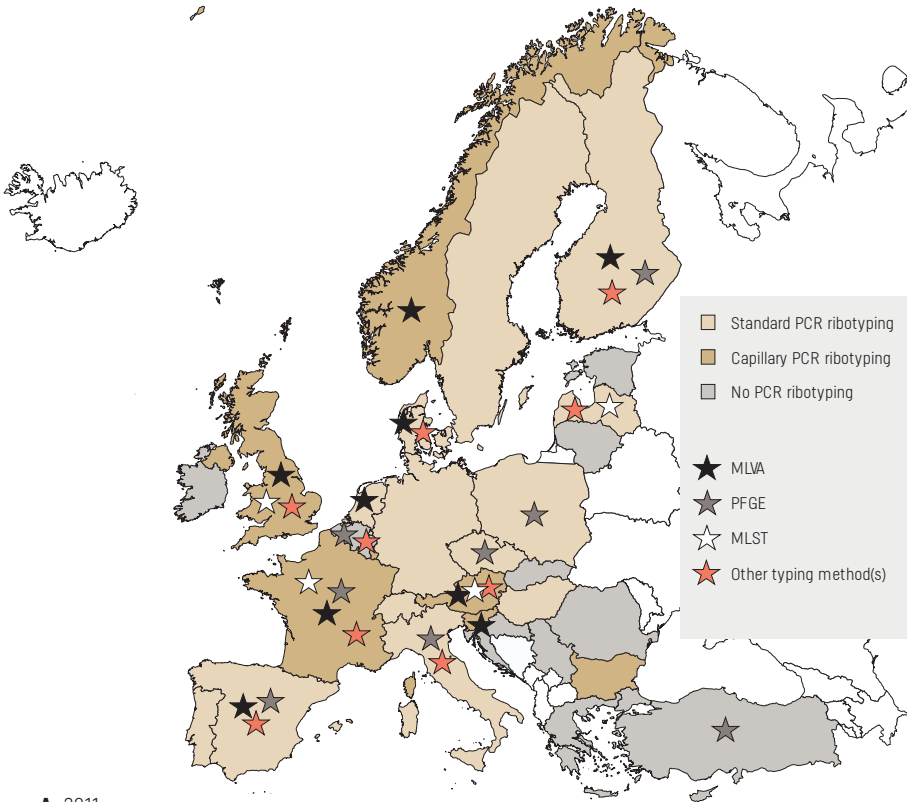 Standard PCR ribotyping
Capillary PCR ribotyping
No PCR ribotyping
MLVA
PFGE
MLST
Other typing method(s)